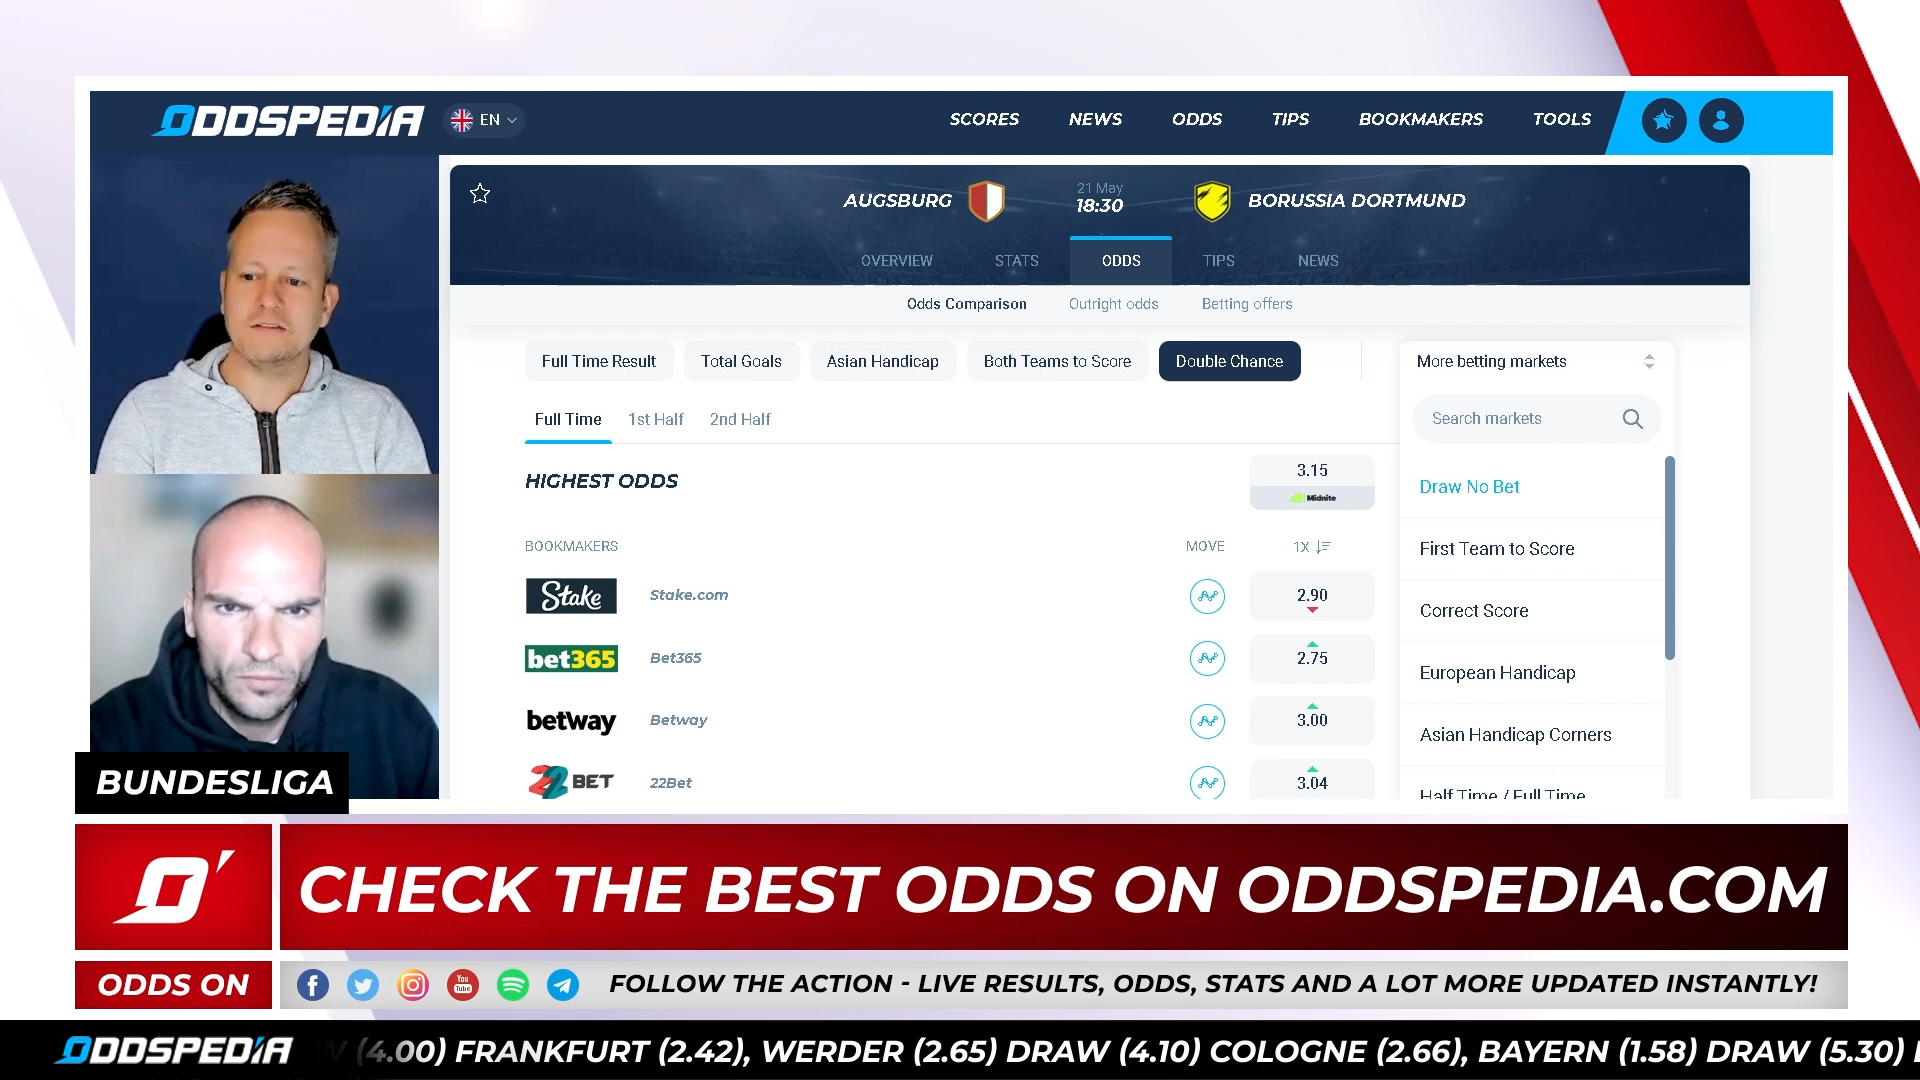 ODDSPEDIA EN SCORES NEWS ODDS TIPS BOOKMAKERS TOOLS
21 May
AUGSBURG 18:30 BORUSSIA DORTMUND
OVERVIEW STATS ODDS TIPS NEWS
Odds Comparison Outright odds Betting offers
Full Time Result Total Goals Asian Handicap Both Teams to Score Double Chance
More betting markets
Full Time 1st Half 2nd Half
Search markets
HIGHEST ODDS 3.15
Midnite
Draw No Bet
BOOKMAKERS MOVE 1X
First Team to Score
Stake Stake.com 2.90
Correct Score
bet365 Bet365 2.75
European Handicap
betway Betway 3.00
Asian Handicap Corners
22BET 22Bet 3.04
Half Time / Full Time
BUNDESLIGA
CHECK THE BEST ODDS ON ODDSPEDIA.COM
ODDS ON
You Tube
FOLLOW THE ACTION - LIVE RESULTS, ODDS, STATS AND A LOT MORE UPDATED INSTANTLY!
ODDSPEDIA W (4.00) FRANKFURT (2.42), WERDER (2.65) DRAW (4.10) COLOGNE (2.66), BAYERN (1.58) DRAW (5.30)